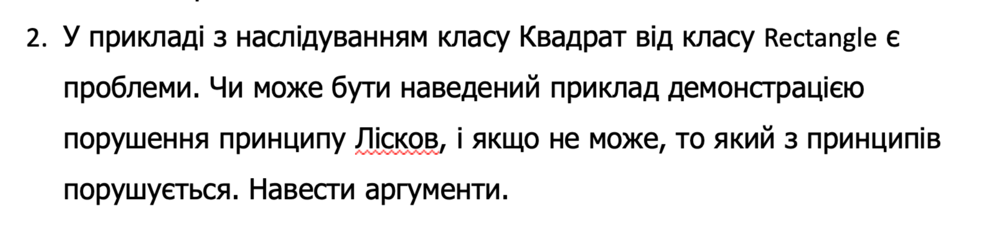 2. У прикладі з наслідуванням класу Квадрат від класу Rectangle є
проблеми. Чи може бути наведений приклад демонстрацією
порушення принципу Лісков, і якщо не може, то який з принципів
порушується. Навести аргументи.